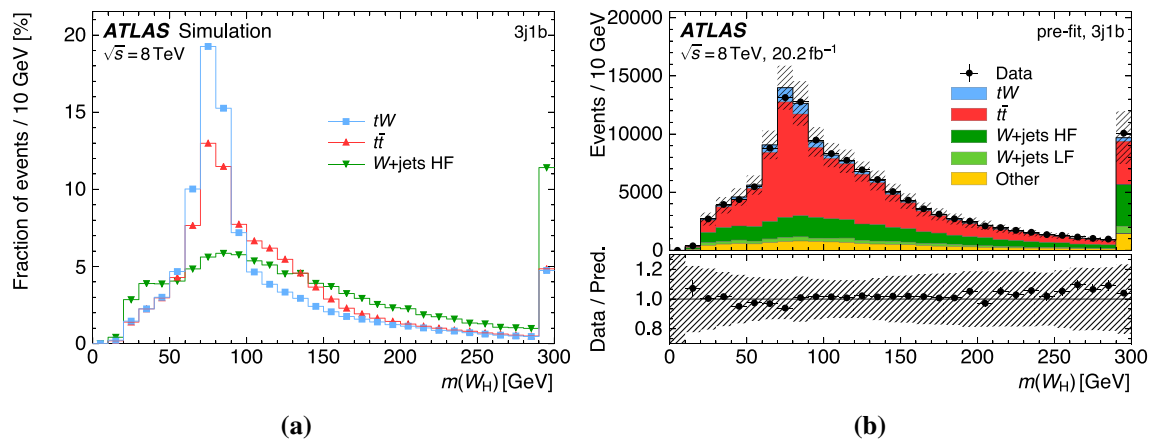 Fraction of events / 10 GeV [%]
20
15
10
5
0
ATLAS Simulation
3j1b
√s = 8 TeV
tW
tt̄
W+jets HF
0 50 100 150 200 250 300
m(W_H) [GeV]
(a)
Events / 10 GeV
20000
15000
10000
5000
0
ATLAS
pre-fit, 3j1b
√s = 8 TeV, 20.2 fb⁻¹
Data
tW
tt̄
W+jets HF
W+jets LF
Other
Data / Pred.
1.2
1.0
0.8
0 50 100 150 200 250 300
m(W_H) [GeV]
(b)